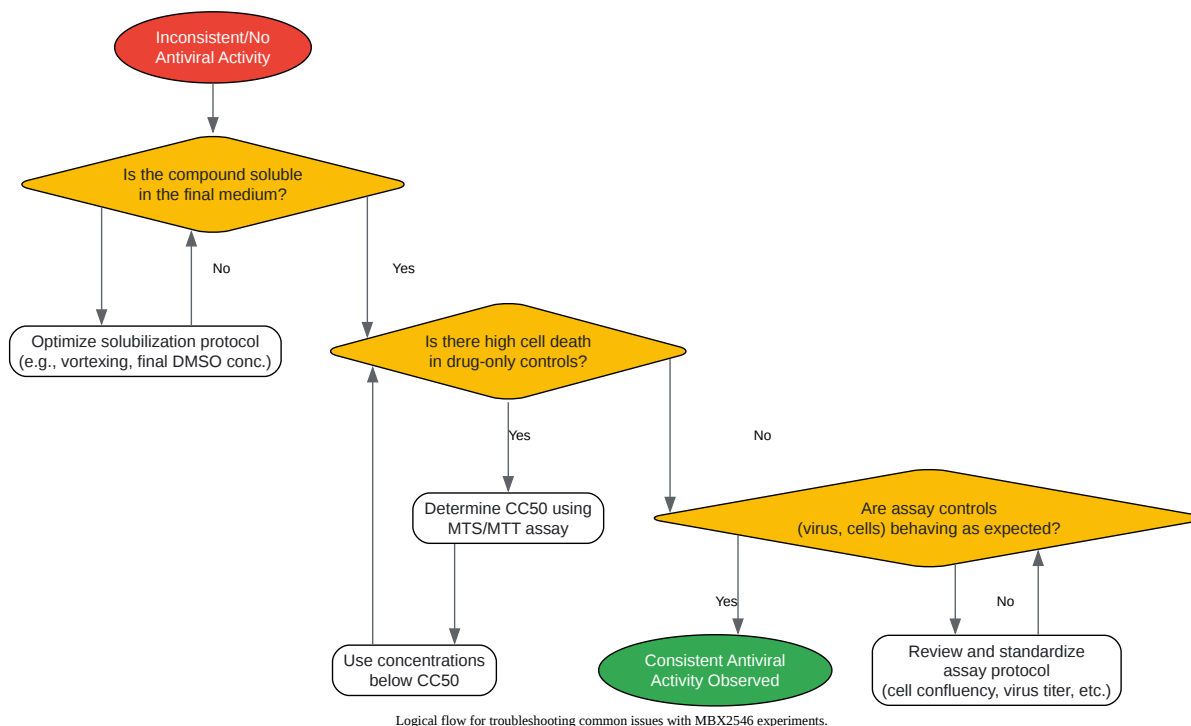 Inconsistent/No
Antiviral Activity
Is the compound soluble
in the final medium?
No
Yes
Optimize solubilization protocol
(e.g., vortexing, final DMSO conc.)
Is there high cell death
in drug-only controls?
Yes
No
Determine CC50 using
MTS/MTT assay
Are assay controls
(virus, cells) behaving as expected?
Yes
No
Use concentrations
below CC50
Consistent Antiviral
Activity Observed
Review and standardize
assay protocol
(cell confluency, virus titer, etc.)
Logical flow for troubleshooting common issues with MBX2546 experiments.